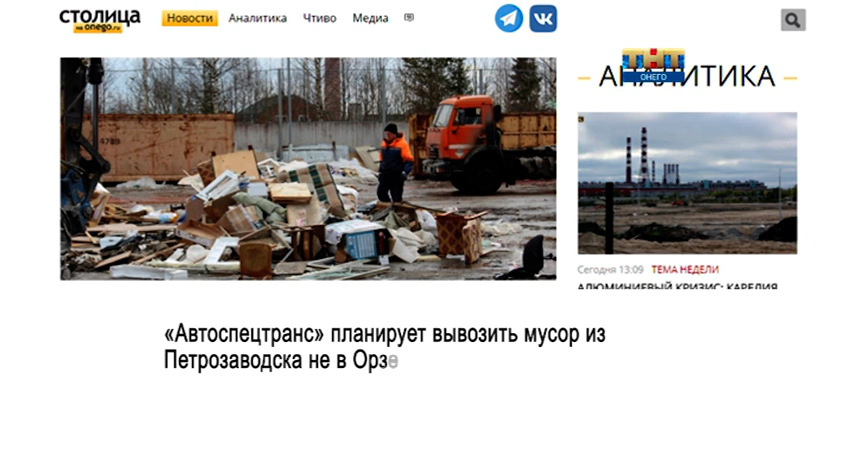 СТОЛИЦА
на onego.ru
Новости
Аналитика
Чтиво
Медиа
АНАЛИТИКА
ТНТ
ОНЕГО
Сегодня 13:09 ТЕМА НЕДЕЛИ
АЛЮМИНИЕВЫЙ КРИЗИС: КАРЕЛИЯ
«Автоспецтранс» планирует вывозить мусор из
Петрозаводска не в Орзе